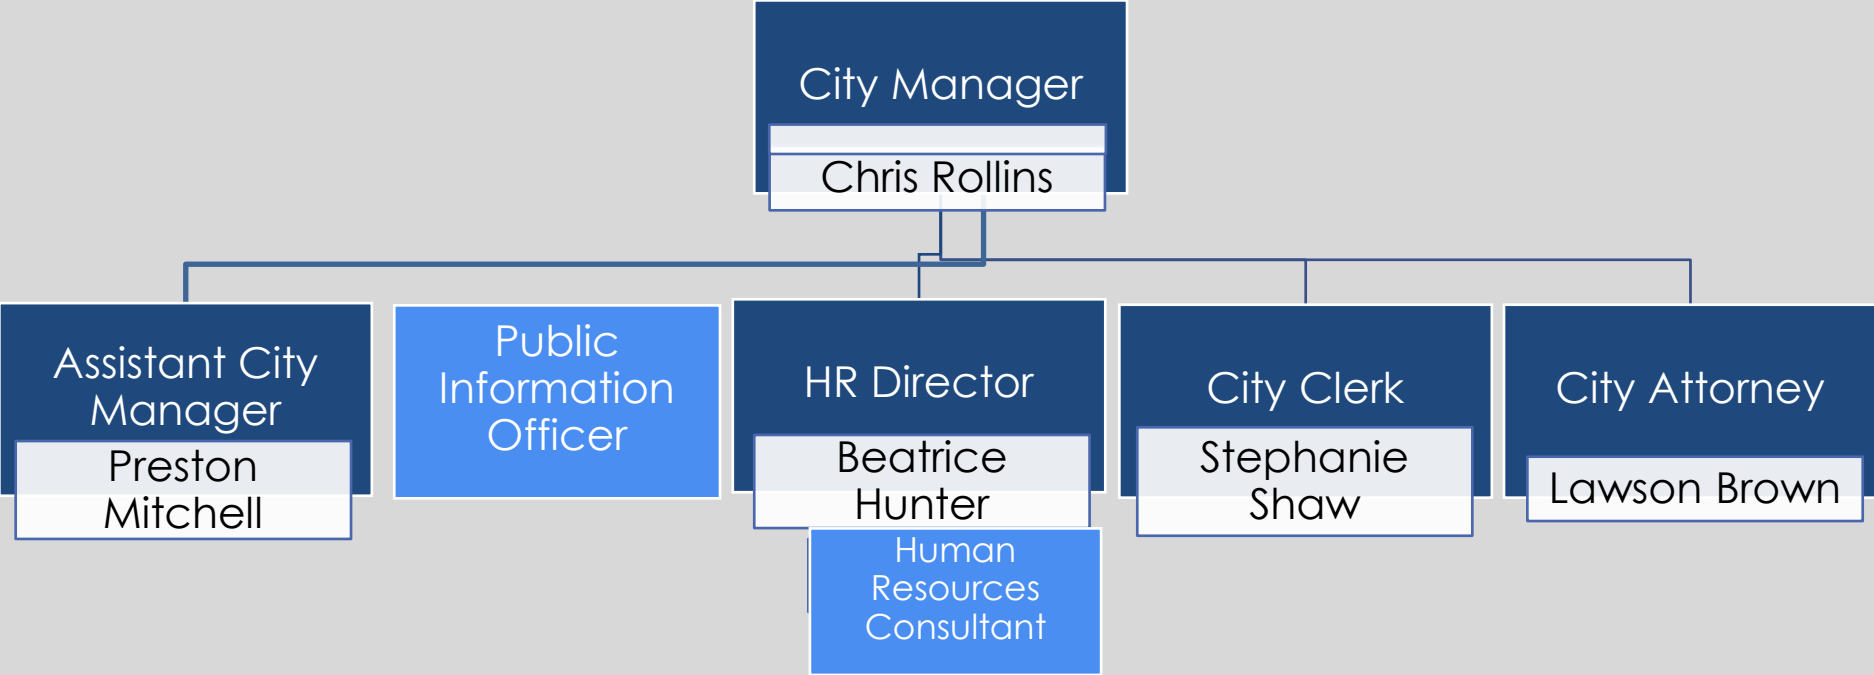 City Manager
Chris Rollins
Assistant City
Manager
Preston
Mitchell
Public
Information
Officer
HR Director
Beatrice
Hunter
Human
Resources
Consultant
City Clerk
Stephanie
Shaw
City Attorney
Lawson Brown